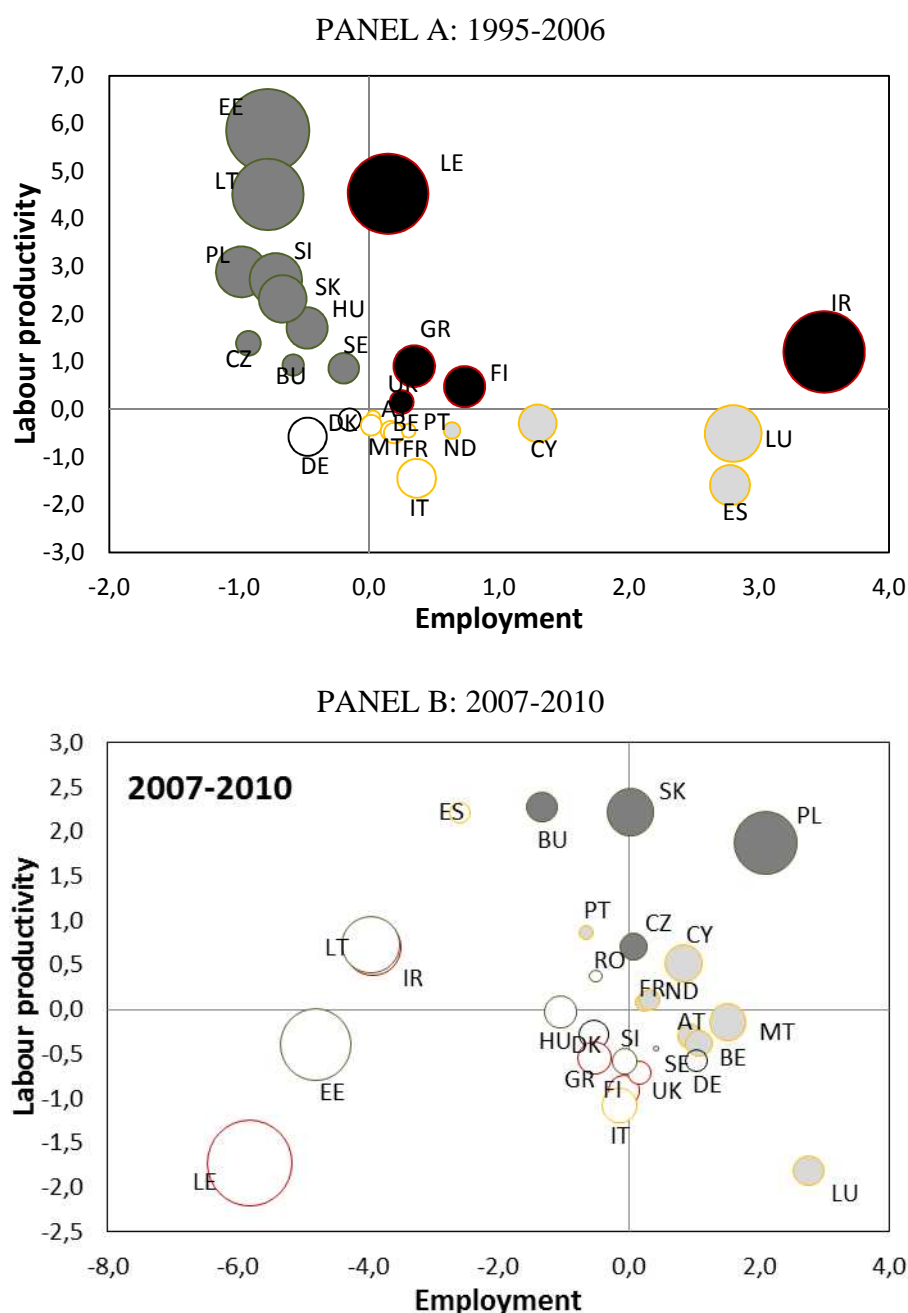 PANEL A: 1995-2006
7,0
EE
6,0
5,0
LT
LE
4,0
3,0
PL
SI
SK
2,0
HU
IR
GR
1,0
CZ
BU
SE
FI
UK
0,0
DK
BE
PT
-1,0
DE
MT
FR
ND
CY
LU
IT
ES
-2,0
-3,0
-2,0 -1,0 0,0 1,0 2,0 3,0 4,0
Labour productivity
Employment
PANEL B: 2007-2010
3,0
2007-2010
2,5
ES
BU
SK
PL
2,0
1,5
1,0
PT
CZ
CY
LT
IR
RO
0,5
FR
ND
0,0
HU
DK
SI
AT
MT
-0,5
EE
GR
SE
BE
DE
FI
UK
-1,0
IT
-1,5
LE
LU
-2,0
-2,5
-8,0 -6,0 -4,0 -2,0 0,0 2,0 4,0
Labour productivity
Employment